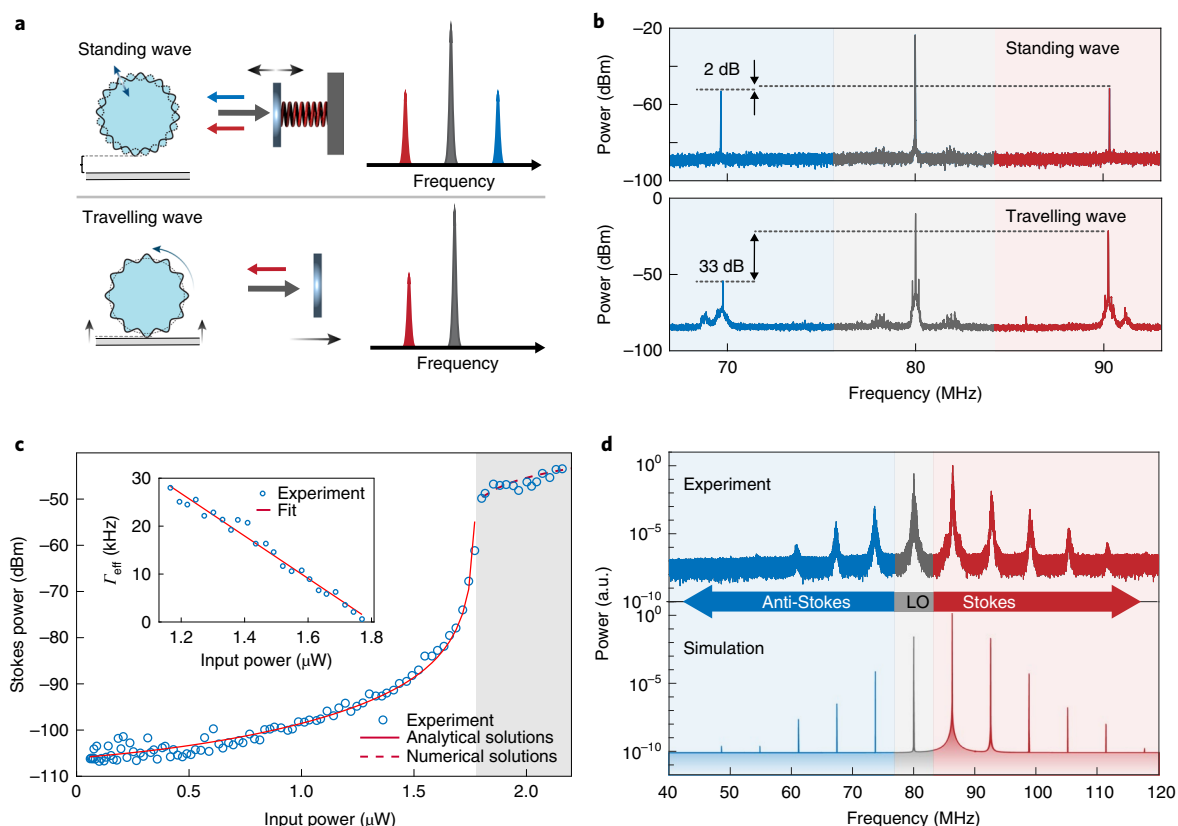 a
Standing wave
Frequency
Travelling wave
Frequency
b
−20
−60
−100
Power (dBm)
2 dB
Standing wave
0
−50
−100
Power (dBm)
33 dB
Travelling wave
70
80
90
Frequency (MHz)
c
−50
−60
−70
−80
−90
−100
−110
Stokes power (dBm)
30
20
10
0
Γeff (kHz)
Experiment
Fit
1.2
1.4
1.6
1.8
Input power (μW)
Experiment
Analytical solutions
Numerical solutions
0
0.5
1.0
1.5
2.0
Input power (μW)
d
10⁰
10⁻⁵
10⁻¹⁰
10⁰
10⁻⁵
10⁻¹⁰
Power (a.u.)
Experiment
Anti-Stokes
LO
Stokes
Simulation
40
50
60
70
80
90
100
110
120
Frequency (MHz)